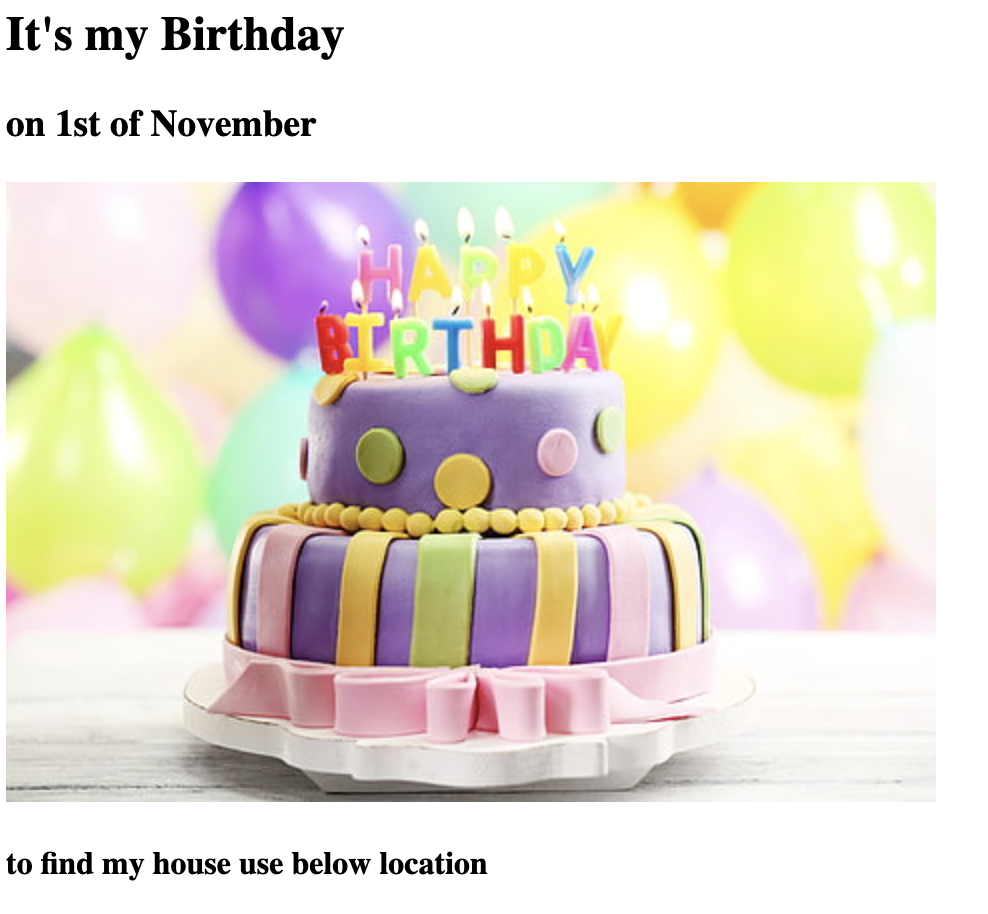 It's my Birthday
on 1st of November
HAPPY
BIRTHDAY
to find my house use below location